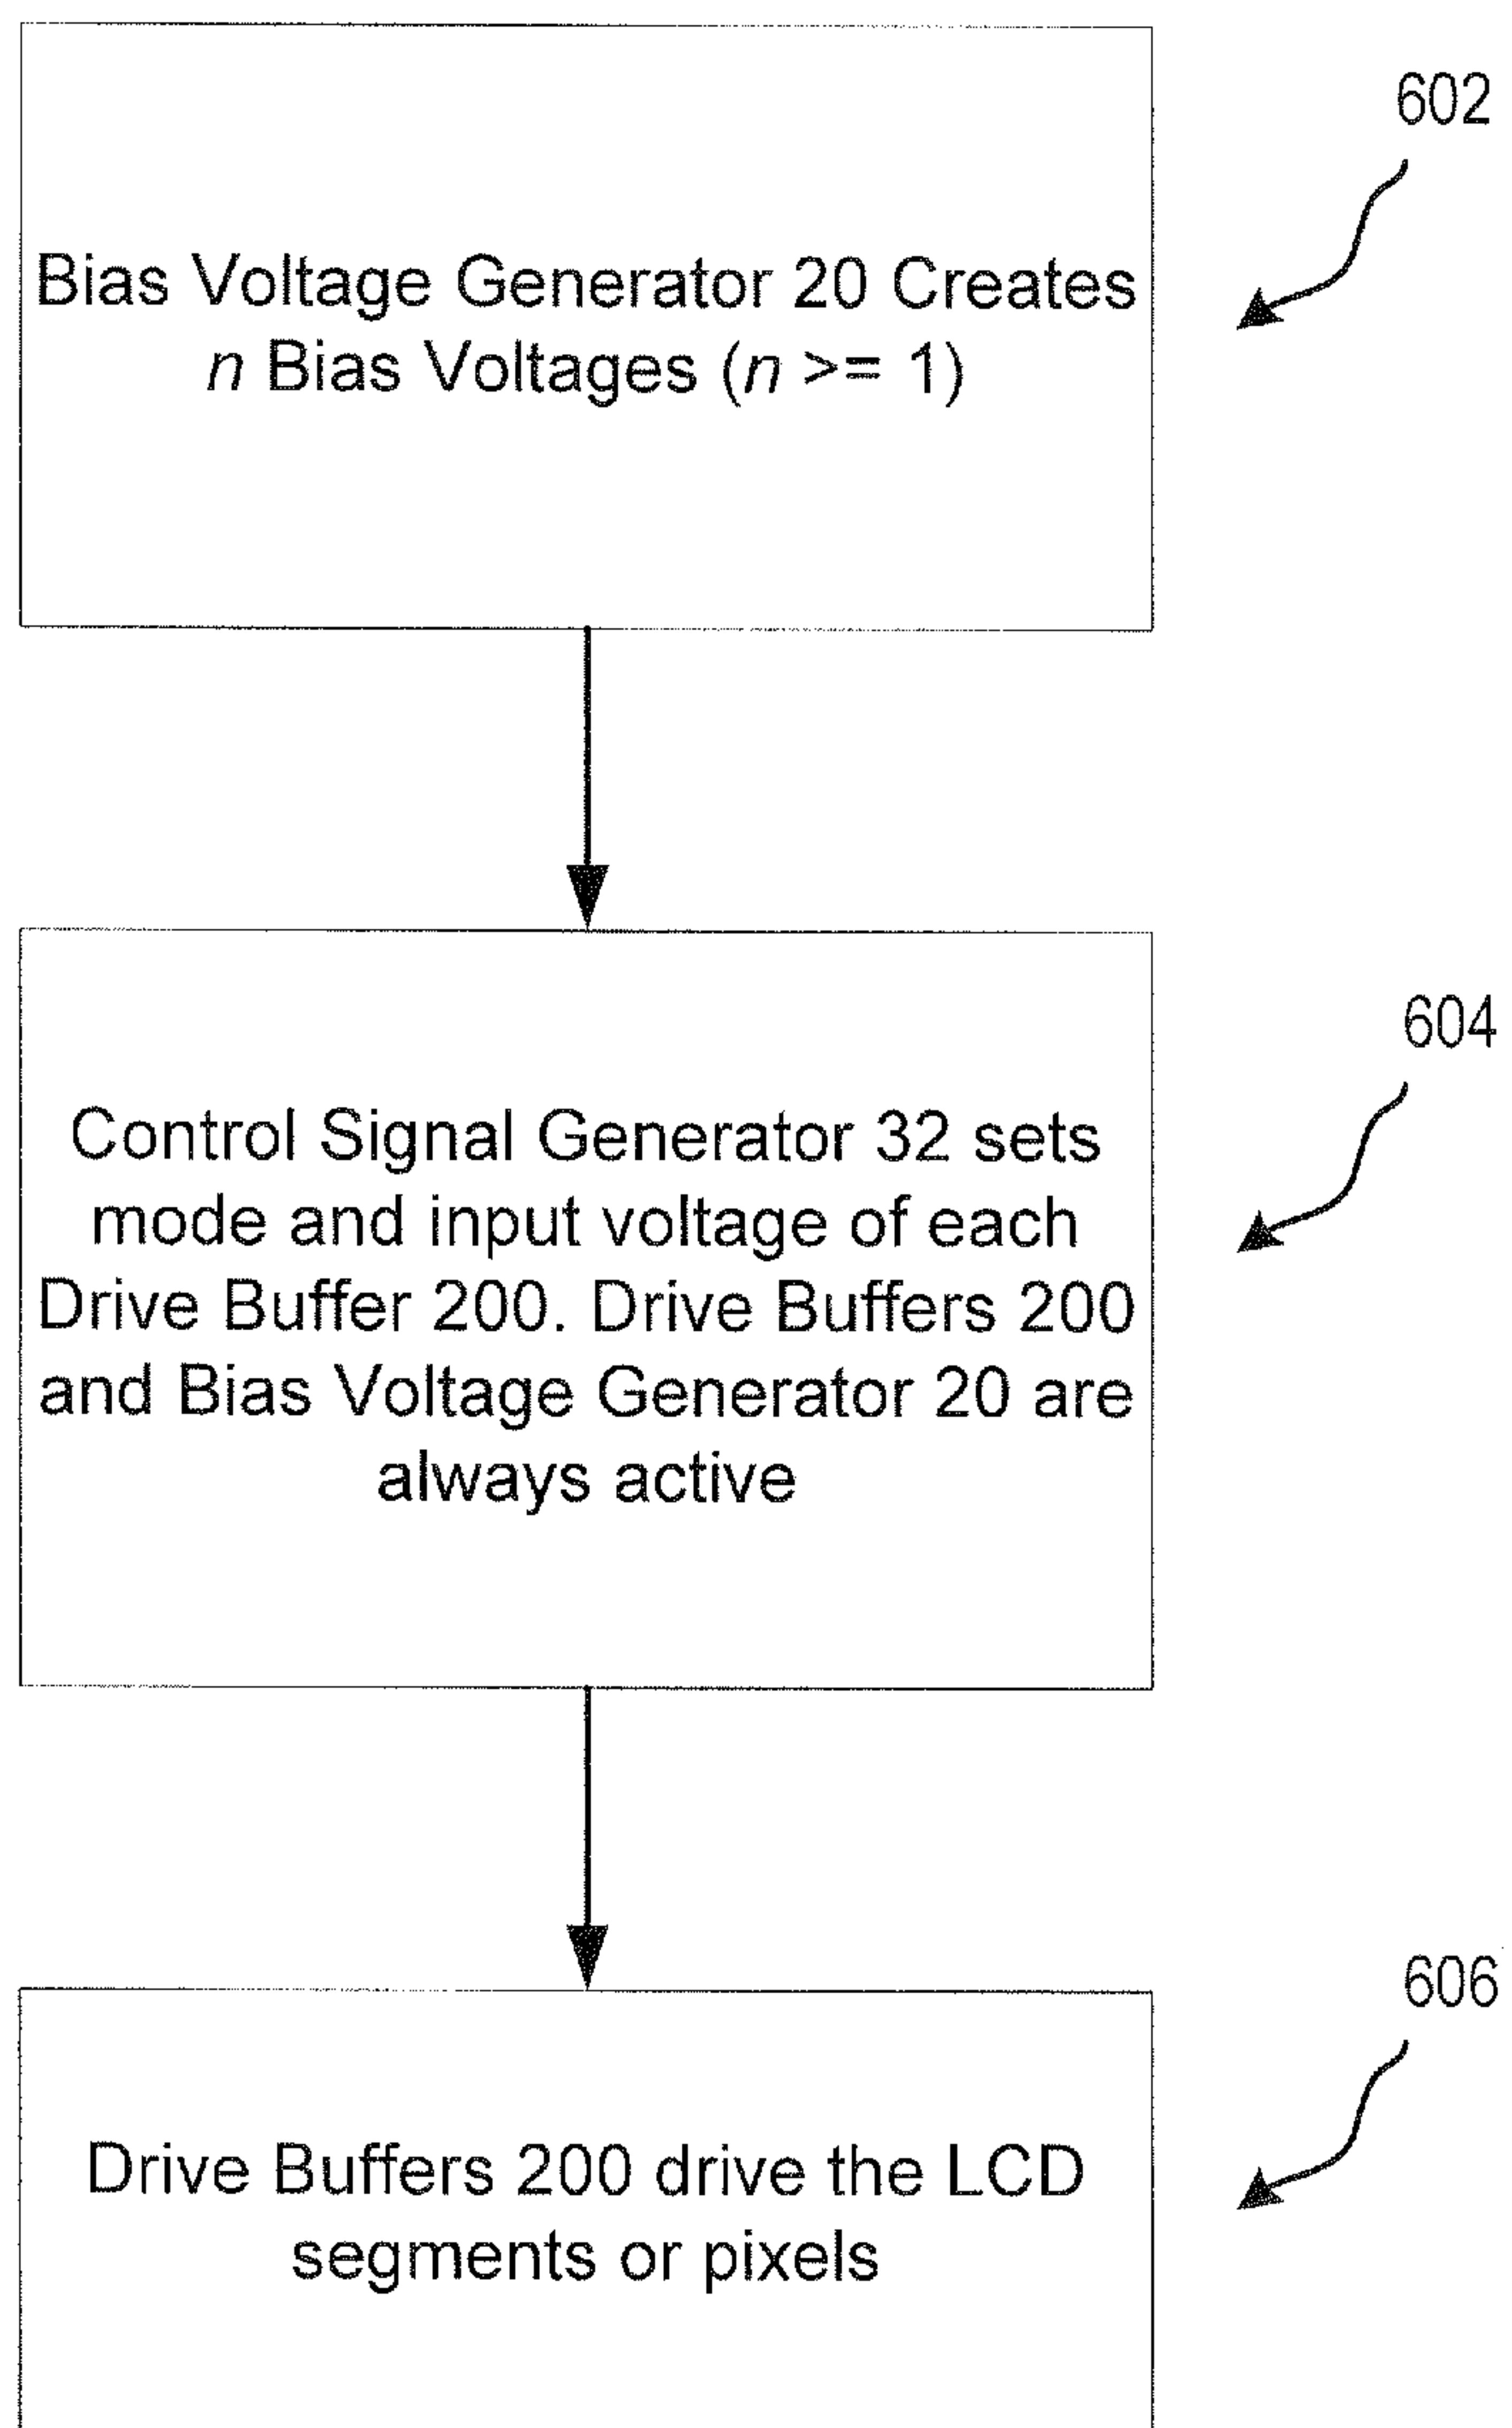 602
Bias Voltage Generator 20 Creates
n Bias Voltages (n >= 1)
604
Control Signal Generator 32 sets
mode and input voltage of each
Drive Buffer 200. Drive Buffers 200
and Bias Voltage Generator 20 are
always active
606
Drive Buffers 200 drive the LCD
segments or pixels